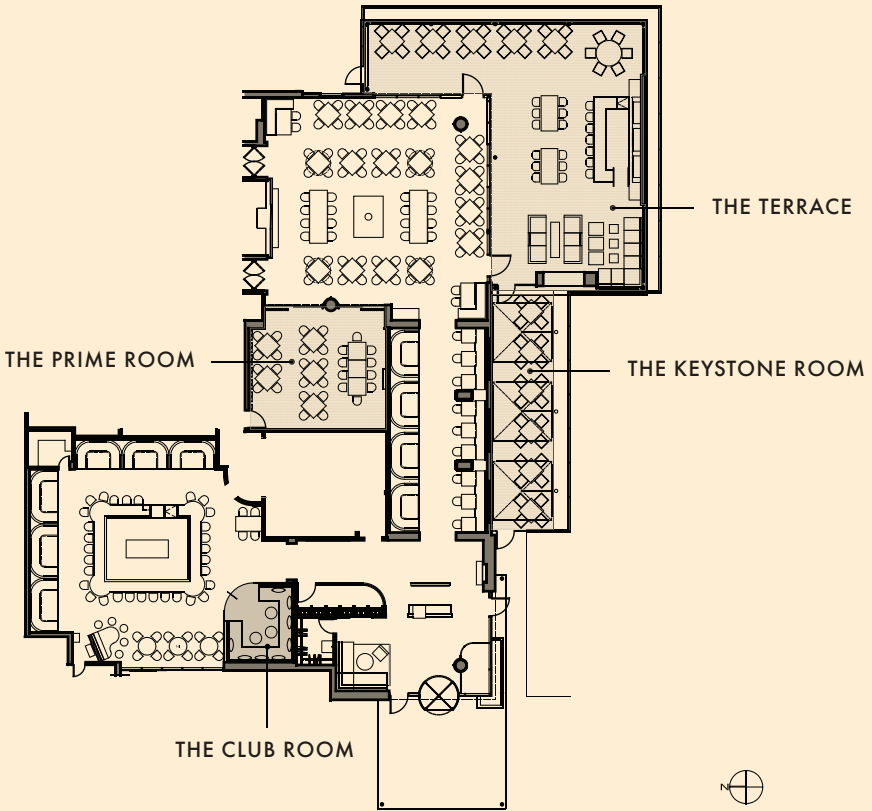 THE TERRACE
THE PRIME ROOM
THE KEYSTONE ROOM
THE CLUB ROOM
N